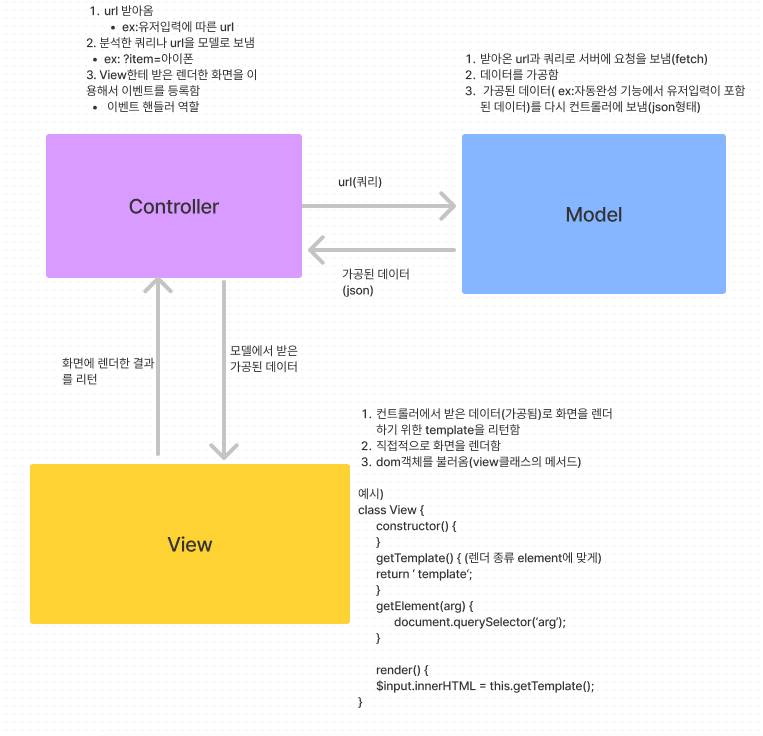 1. url 받아옴
• ex:유저입력에 따른 url
2. 분석한 쿼리나 url을 모델로 보냄
• ex: ?item=아이폰
3. View한테 받은 렌더한 화면을 이
용해서 이벤트를 등록함
• 이벤트 핸들러 역할
1. 받아온 url과 쿼리로 서버에 요청을 보냄(fetch)
2. 데이터를 가공함
3. 가공된 데이터( ex:자동완성 기능에서 유저입력이 포함
된 데이터)를 다시 컨트롤러에 보냄(json형태)
Controller
url(쿼리)
Model
가공된 데이터
(json)
화면에 렌더한 결과
를 리턴
모델에서 받은
가공된 데이터
View
1. 컨트롤러에서 받은 데이터(가공됨)로 화면을 렌더
하기 위한 template을 리턴함
2. 직접적으로 화면을 렌더함
3. dom객체를 불러옴(view클래스의 메서드)
예시)
class View {
constructor() {
}
getTemplate() { (렌더 종류 element에 맞게)
return ‘ template‘;
}
getElement(arg) {
document.querySelector(‘arg’);
}
render() {
$input.innerHTML = this.getTemplate();
}